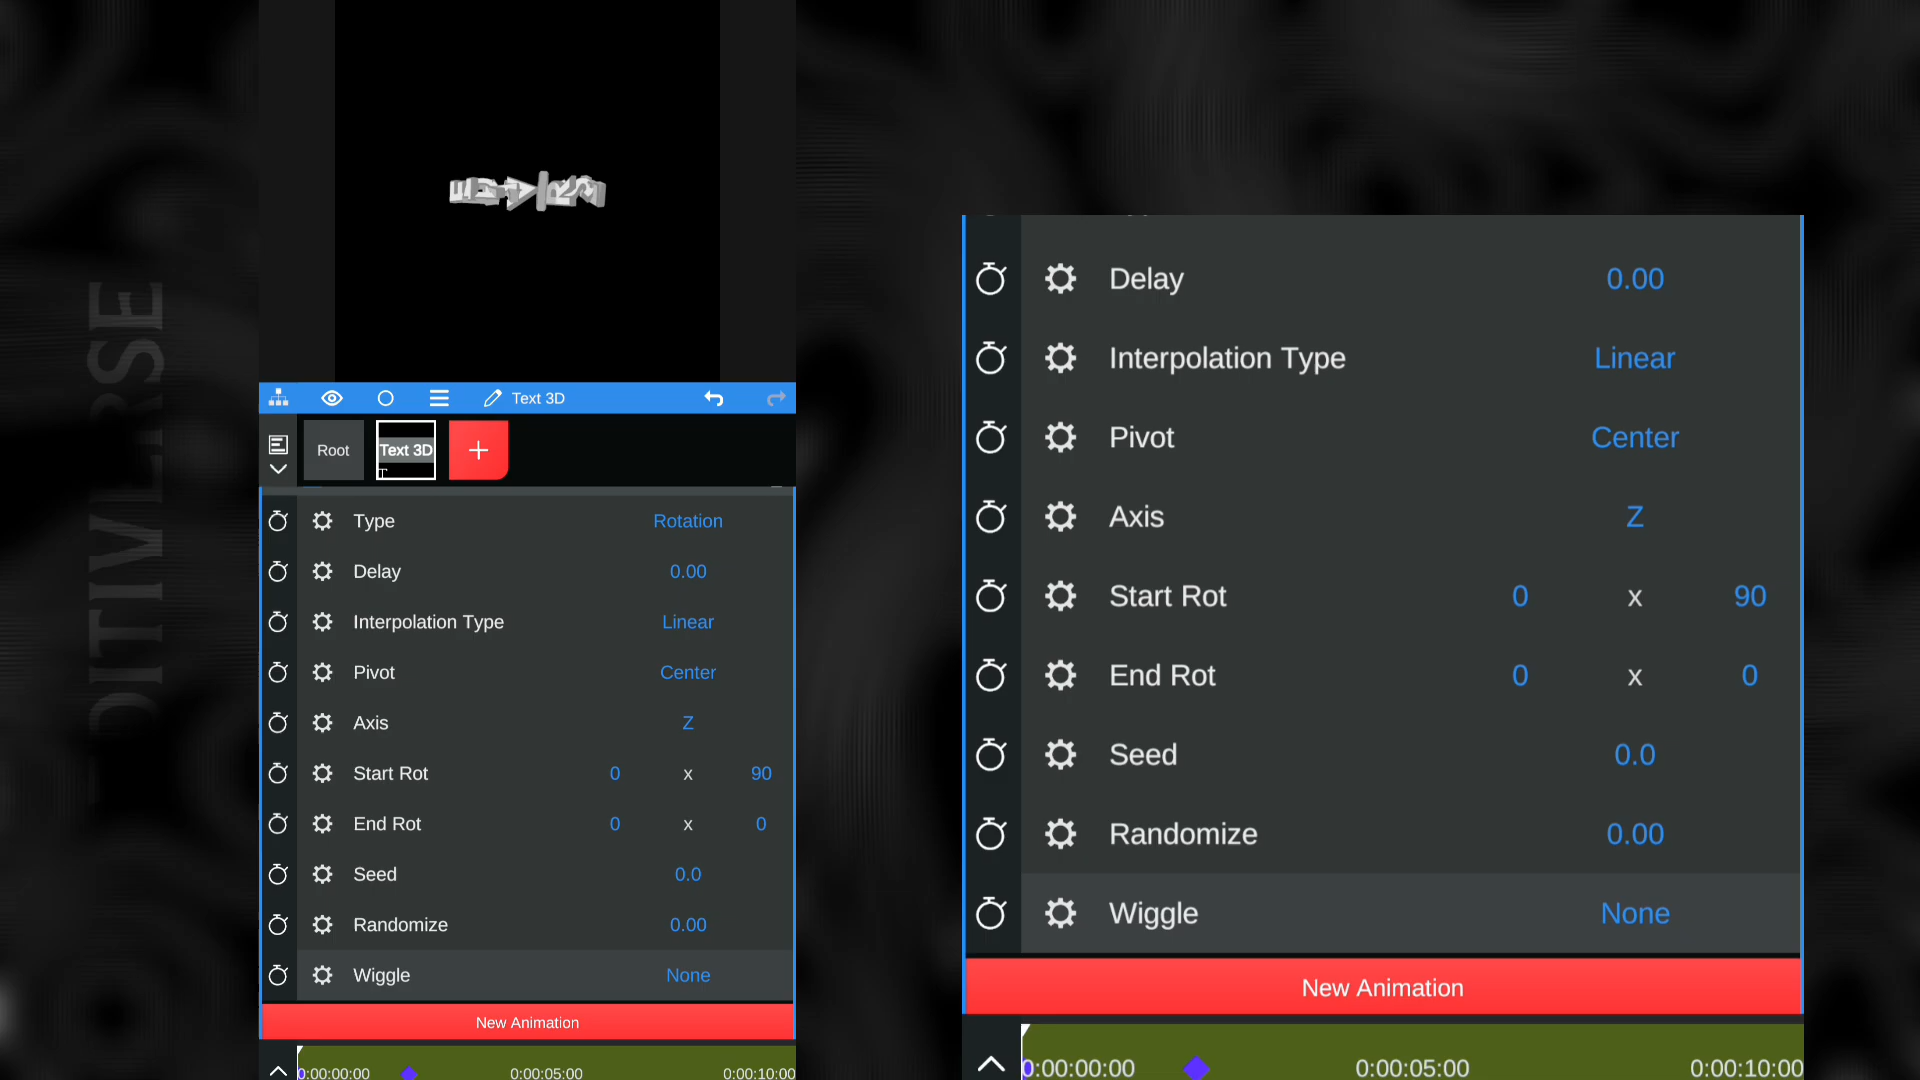 Text 3D
Root
Text 3D
T
Type Rotation
Delay 0.00
Interpolation Type Linear
Pivot Center
Axis Z
Start Rot 0 x 90
End Rot 0 x 0
Seed 0.0
Randomize 0.00
Wiggle None
New Animation
0:00:00:00 0:00:05:00 0:00:10:00
Delay 0.00
Interpolation Type Linear
Pivot Center
Axis Z
Start Rot 0 x 90
End Rot 0 x 0
Seed 0.0
Randomize 0.00
Wiggle None
New Animation
0:00:00:00 0:00:05:00 0:00:10:00